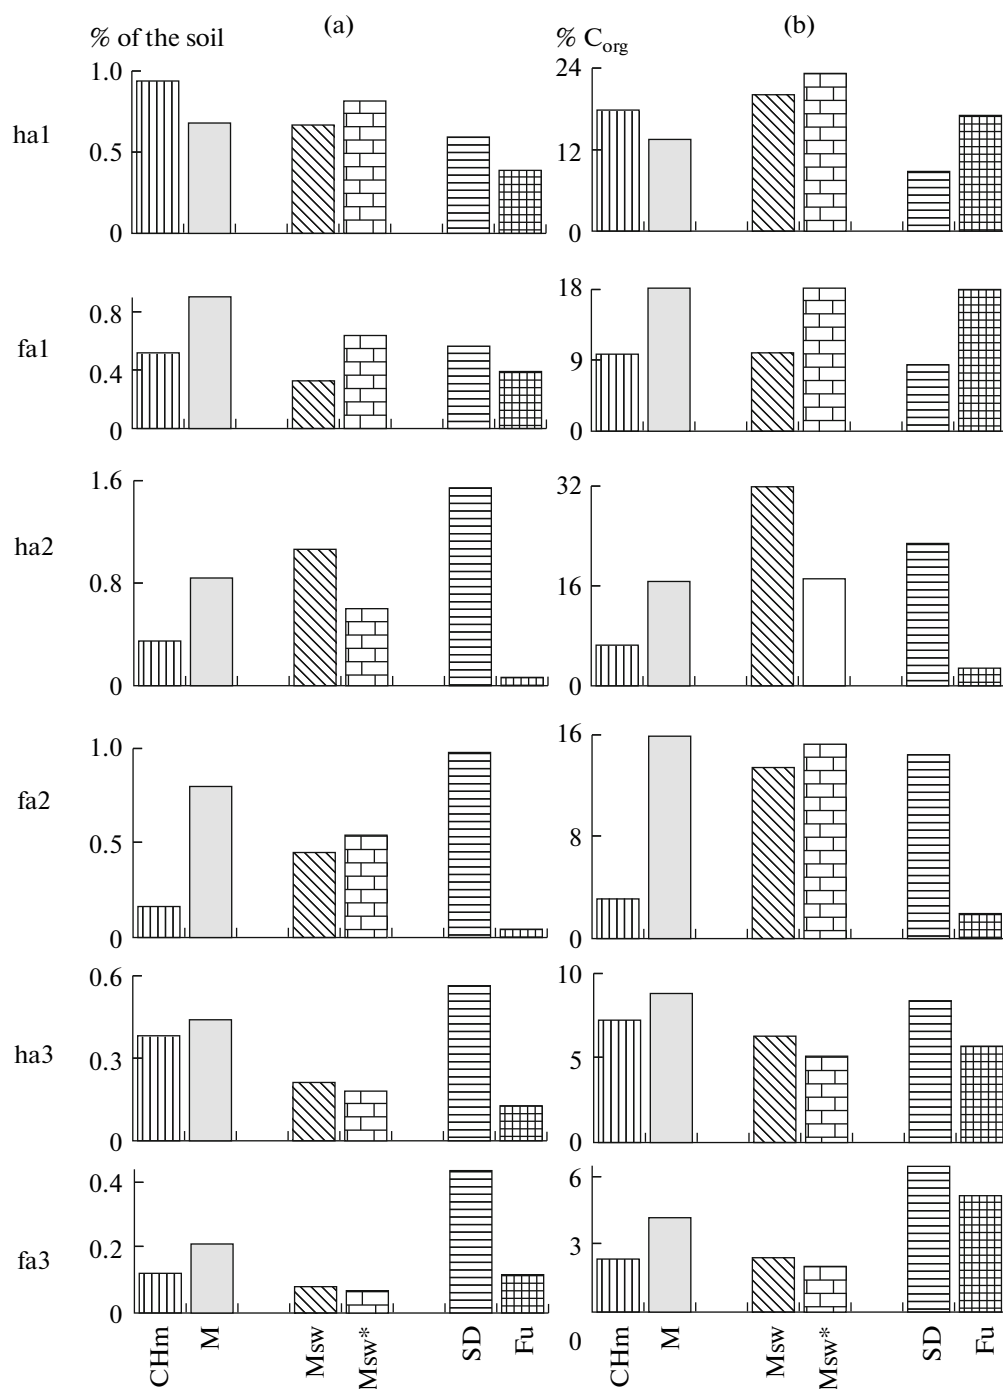 (a) (b)
% of the soil % C_org
1.0 24
ha1
0.5 12
0 0
0.8 18
fa1
0.4 9
0 0
1.6 32
ha2
0.8 16
0 0
1.0 16
fa2
0.5 8
0 0
0.6 10
ha3
0.3 5
0 0
0.4 6
fa3
0.2 3
0 0
CHm M Msw Msw* SD Fu CHm M Msw Msw* SD Fu